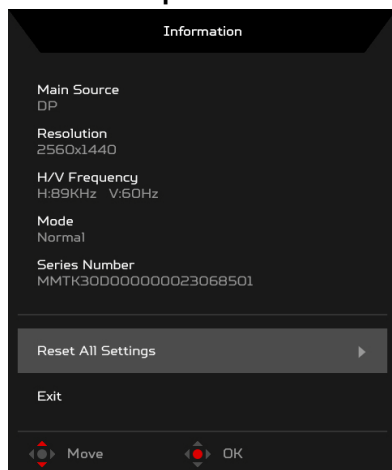 Information
Main Source
DP
Resolution
2560x1440
H/V Frequency
H:89KHz V:60Hz
Mode
Normal
Series Number
MMTK30D000000023068501
Reset All Settings
Exit
Move OK